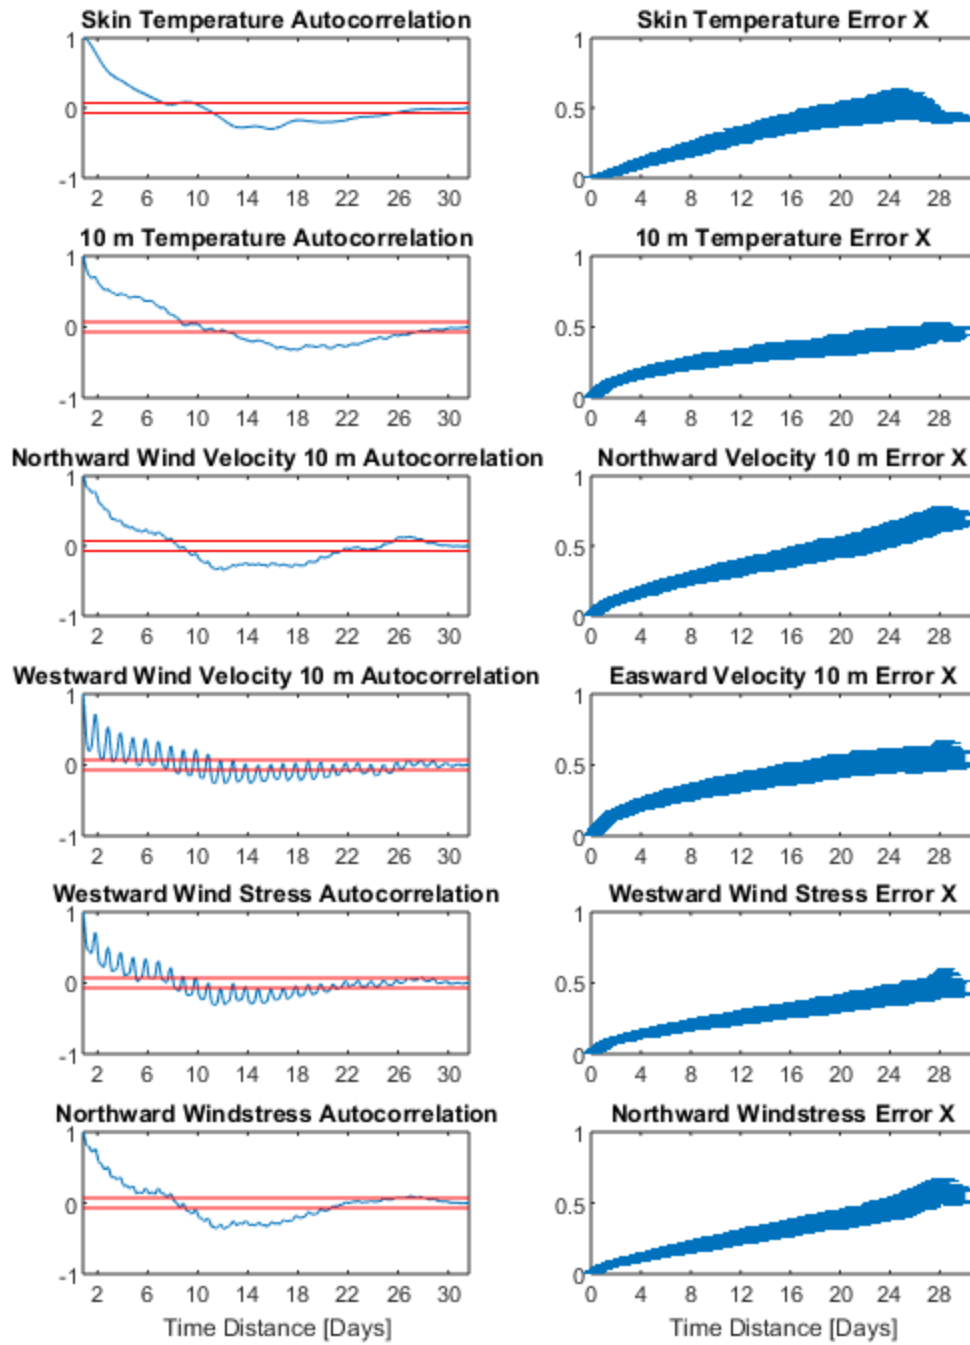 Skin Temperature Autocorrelation
1
0
-1
2 6 10 14 18 22 26 30
Skin Temperature Error X
1
0.5
0
0 4 8 12 16 20 24 28
10 m Temperature Autocorrelation
1
0
-1
2 6 10 14 18 22 26 30
10 m Temperature Error X
1
0.5
0
0 4 8 12 16 20 24 28
Northward Wind Velocity 10 m Autocorrelation
1
0
-1
2 6 10 14 18 22 26 30
Northward Velocity 10 m Error X
1
0.5
0
0 4 8 12 16 20 24 28
Westward Wind Velocity 10 m Autocorrelation
1
0
-1
2 6 10 14 18 22 26 30
Easward Velocity 10 m Error X
1
0.5
0
0 4 8 12 16 20 24 28
Westward Wind Stress Autocorrelation
1
0
-1
2 6 10 14 18 22 26 30
Westward Wind Stress Error X
1
0.5
0
0 4 8 12 16 20 24 28
Northward Windstress Autocorrelation
1
0
-1
2 6 10 14 18 22 26 30
Time Distance [Days]
Northward Windstress Error X
1
0.5
0
0 4 8 12 16 20 24 28
Time Distance [Days]